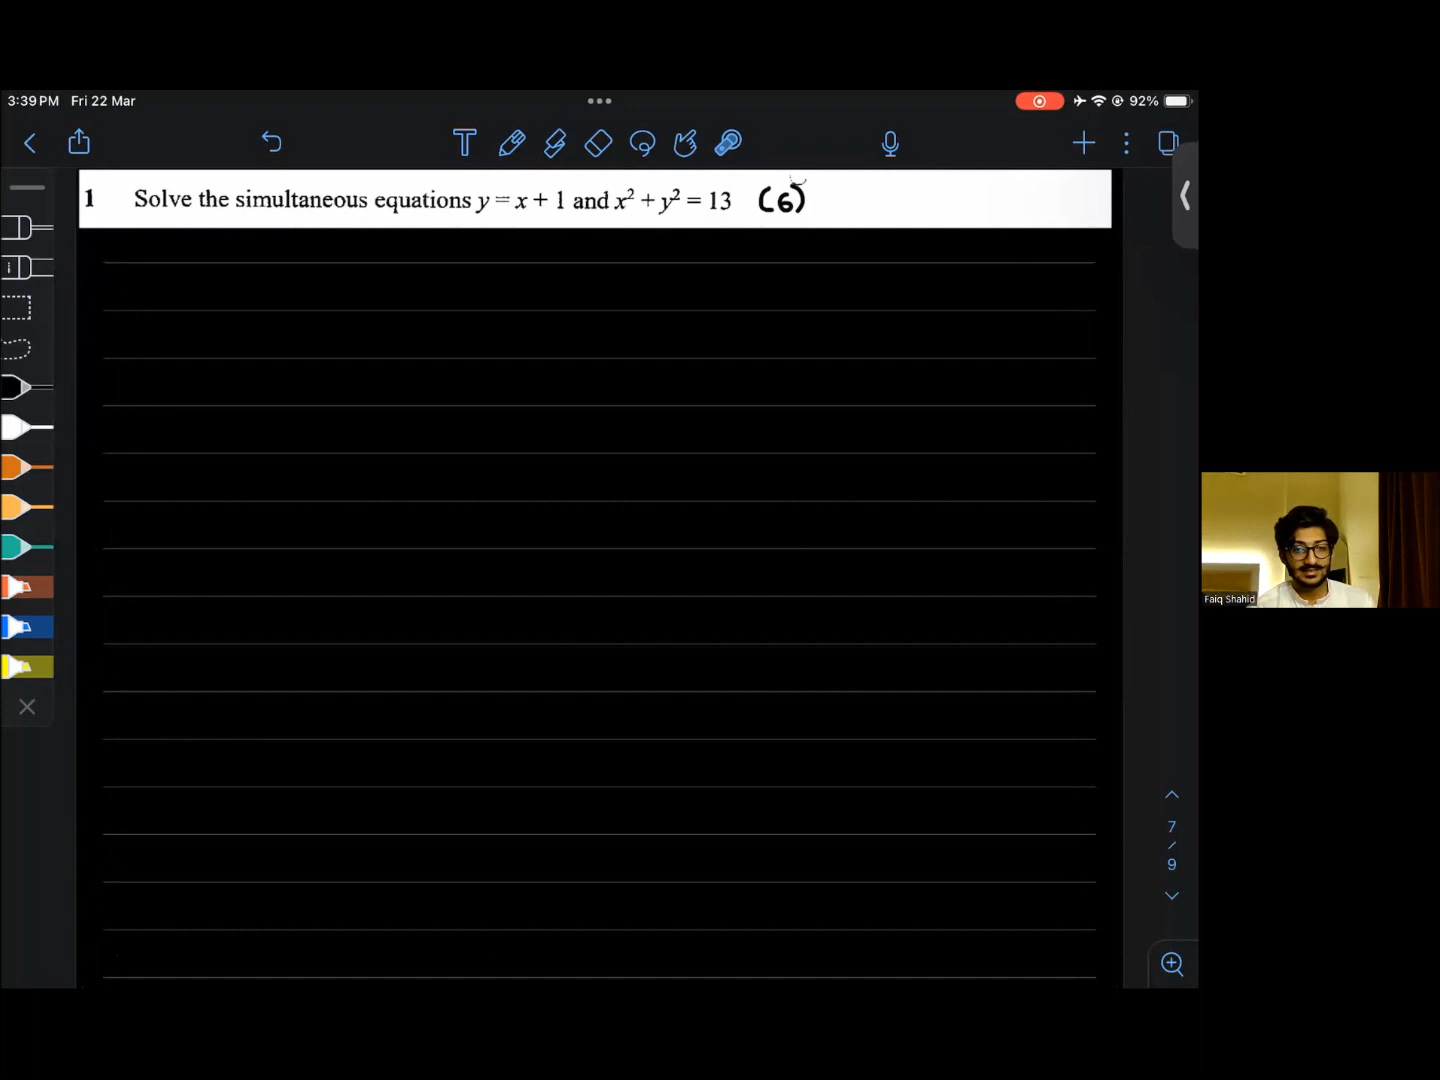 3:39 PM Fri 22 Mar
92%
1 Solve the simultaneous equations y = x + 1 and x² + y² = 13 (6)
7
/
9
Faiq Shahid